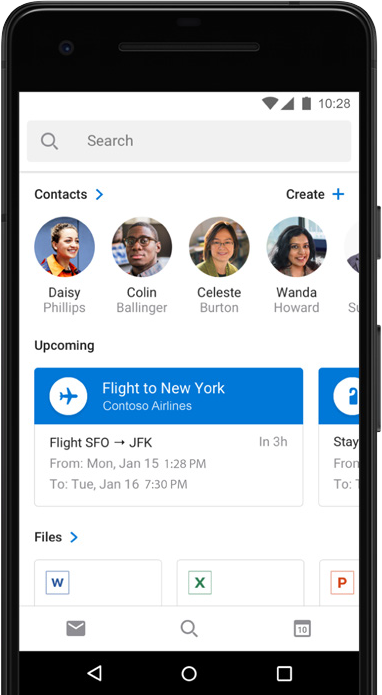 10:28
Search
Contacts
Create
Daisy Phillips
Colin Ballinger
Celeste Burton
Wanda Howard
Upcoming
Flight to New York
Contoso Airlines
Flight SFO → JFK In 3h
Stay
From: Mon, Jan 15 1:28 PM
To: Tue, Jan 16 7:30 PM
To:
Files
W
X
P
10